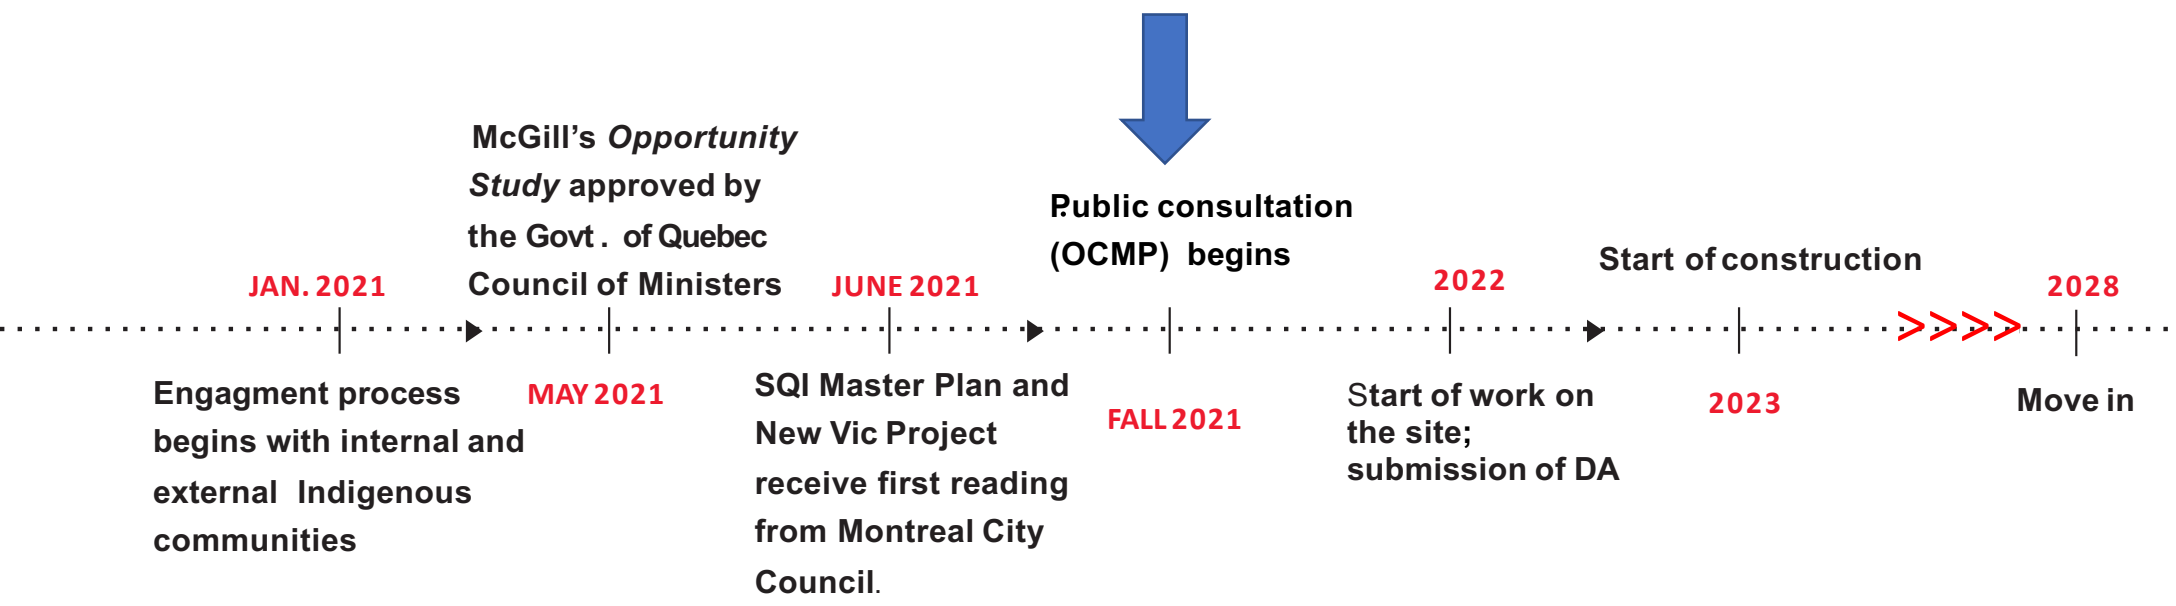 JAN. 2021
Engagment process
begins with internal and
external Indigenous
communities
McGill’s Opportunity
Study approved by
the Govt . of Quebec
Council of Ministers
MAY 2021
JUNE 2021
SQI Master Plan and
New Vic Project
receive first reading
from Montreal City
Council.
Public consultation
(OCMP) begins
FALL 2021
2022
Start of work on
the site;
submission of DA
Start of construction
2023
>>>>
2028
Move in